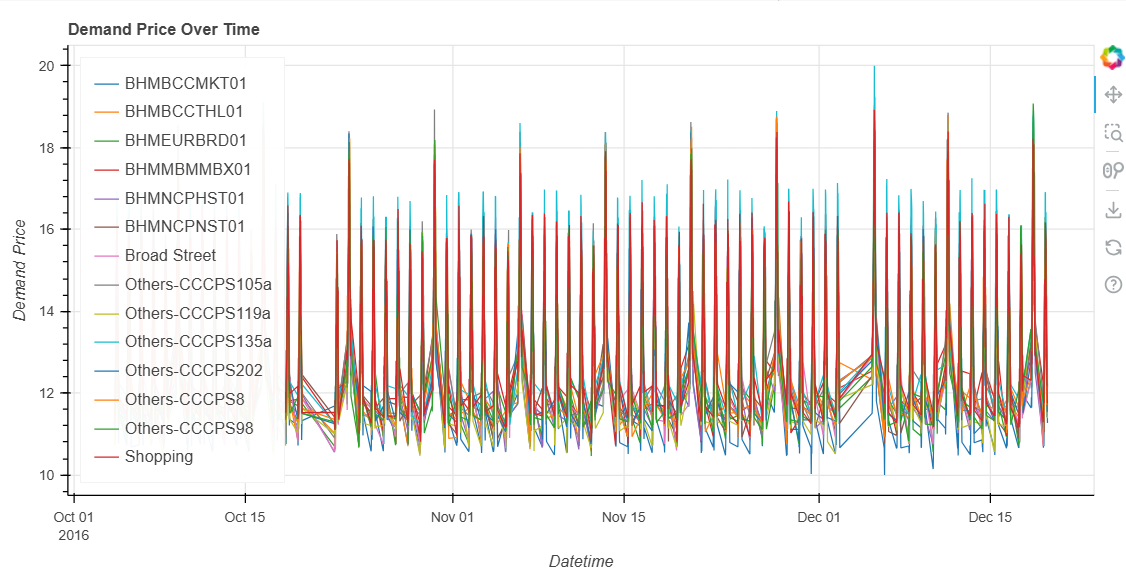 Demand Price Over Time
Demand Price
20
18
16
14
12
10
BHMBCCMKT01
BHMBCCTHL01
BHMEURBRD01
BHMMBMMBX01
BHMNCPHST01
BHMNCPNST01
Broad Street
Others-CCCPS105a
Others-CCCPS119a
Others-CCCPS135a
Others-CCCPS202
Others-CCCPS8
Others-CCCPS98
Shopping
Oct 01 Oct 15 Nov 01 Nov 15 Dec 01 Dec 15
2016
Datetime